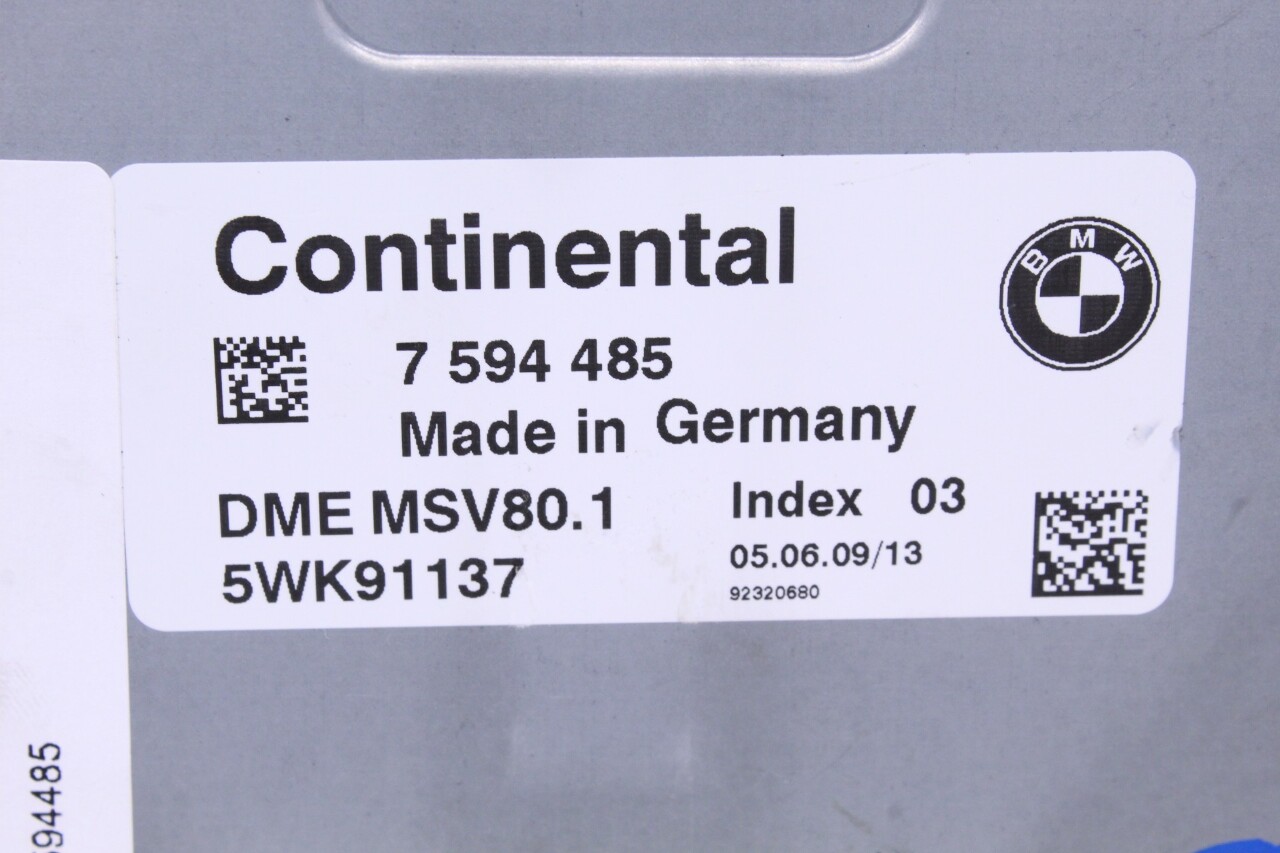 Continental
BMW
7 594 485
Made in Germany
DME MSV80.1
Index 03
5WK91137
05.06.09/13
92320680
94485